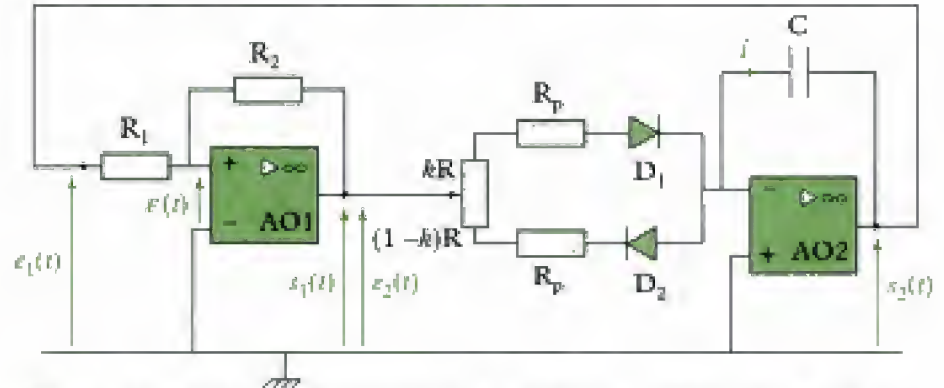 C
i
R₂
R₁
Rₚ
+
▷∞
kR
D₁
-
▷∞
ε(t)
-
AO1
(1 – k)R
+
AO2
e₁(t)
s₁(t)
e₂(t)
Rₚ
D₂
s₂(t)